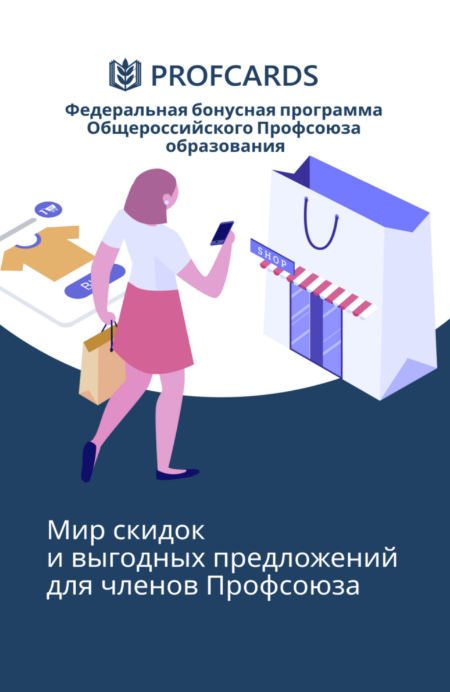 PROFCARDS
Федеральная бонусная программа
Общероссийского Профсоюза
образования
SHOP
Мир скидок
и выгодных предложений
для членов Профсоюза